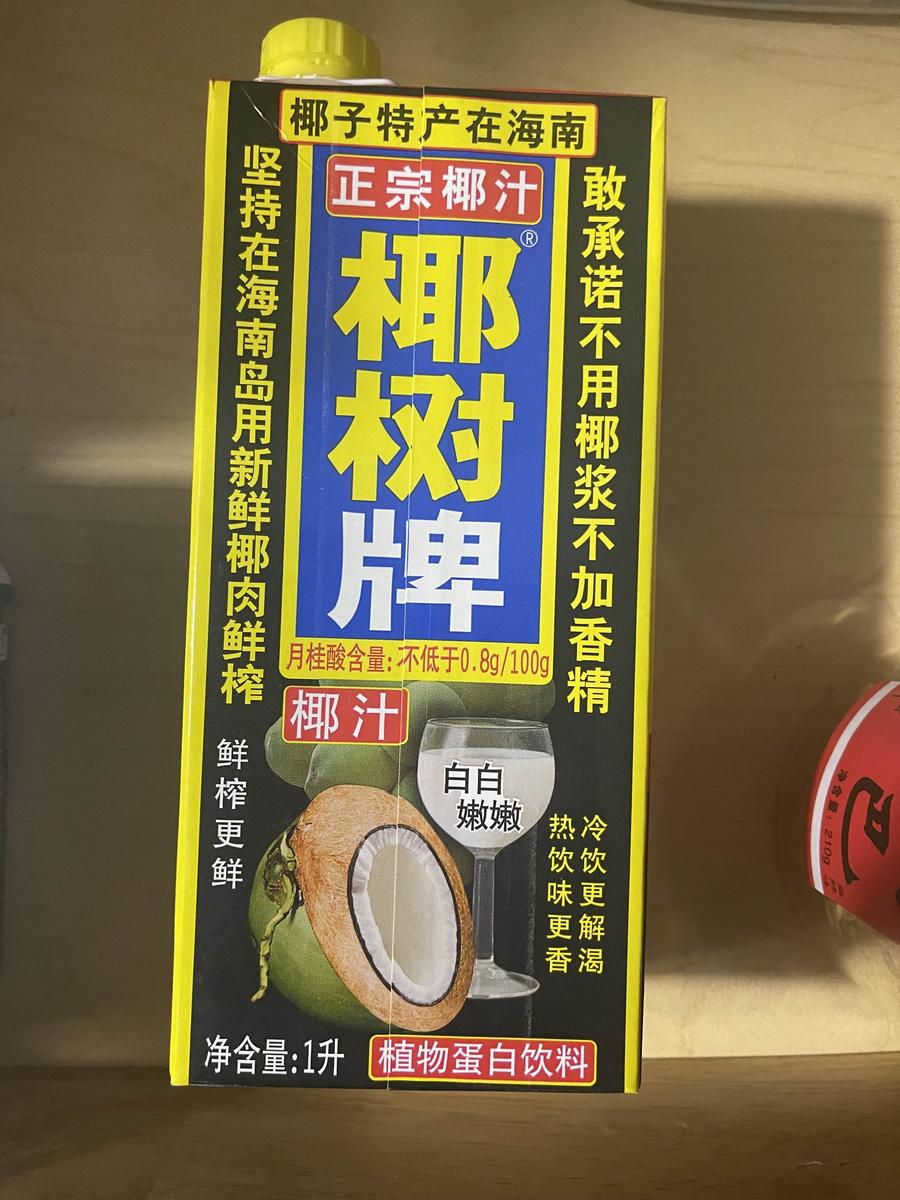 椰子特产在海南
正宗椰汁
椰树牌®
坚持在海南岛用新鲜椰肉鲜榨
敢承诺不用椰浆不加香精
月桂酸含量:不低于0.8g/100g
椰汁
白白
嫩嫩
鲜榨更鲜
冷饮更解渴
热饮味更香
净含量:1升
植物蛋白饮料
净含量:210g